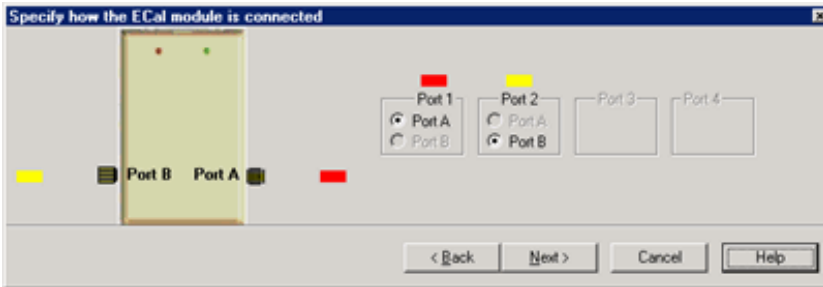 Specify how the ECal module is connected
Port 1 Port 2 Port 3 Port 4
Port A Port A
Port B Port B
Port B Port A
< Back Next > Cancel Help